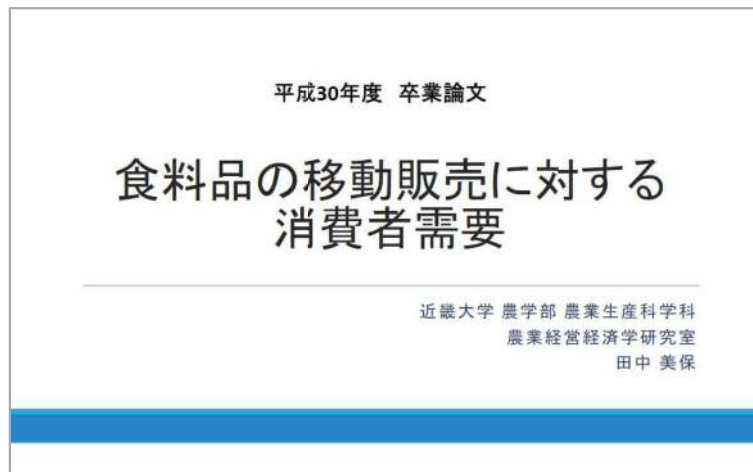 平成30年度 卒業論文
食料品の移動販売に対する
消費者需要
近畿大学 農学部 農業生産科学科
農業経営経済学研究室
田中 美保